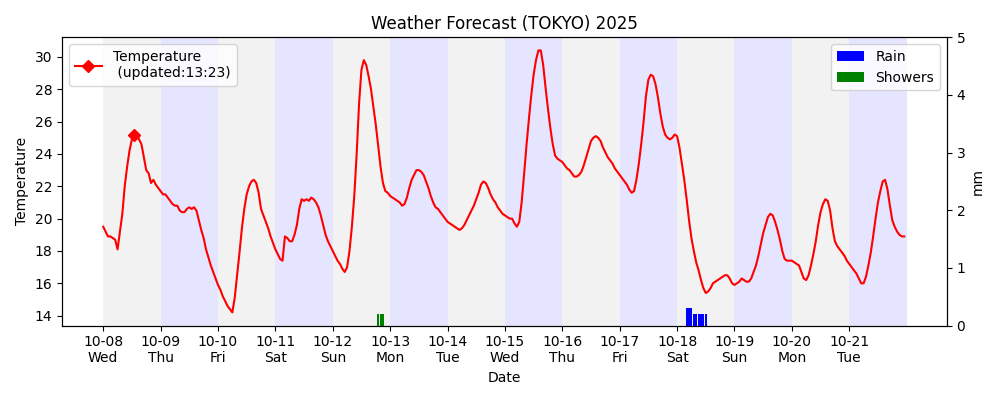 Weather Forecast (TOKYO) 2025
Temperature
(updated:13:23)
Rain
Showers
30
28
26
24
22
20
18
16
14
Temperature
5
4
3
2
1
0
mm
10-08 10-09 10-10 10-11 10-12 10-13 10-14 10-15 10-16 10-17 10-18 10-19 10-20 10-21
Wed Thu Fri Sat Sun Mon Tue Wed Thu Fri Sat Sun Mon Tue
Date